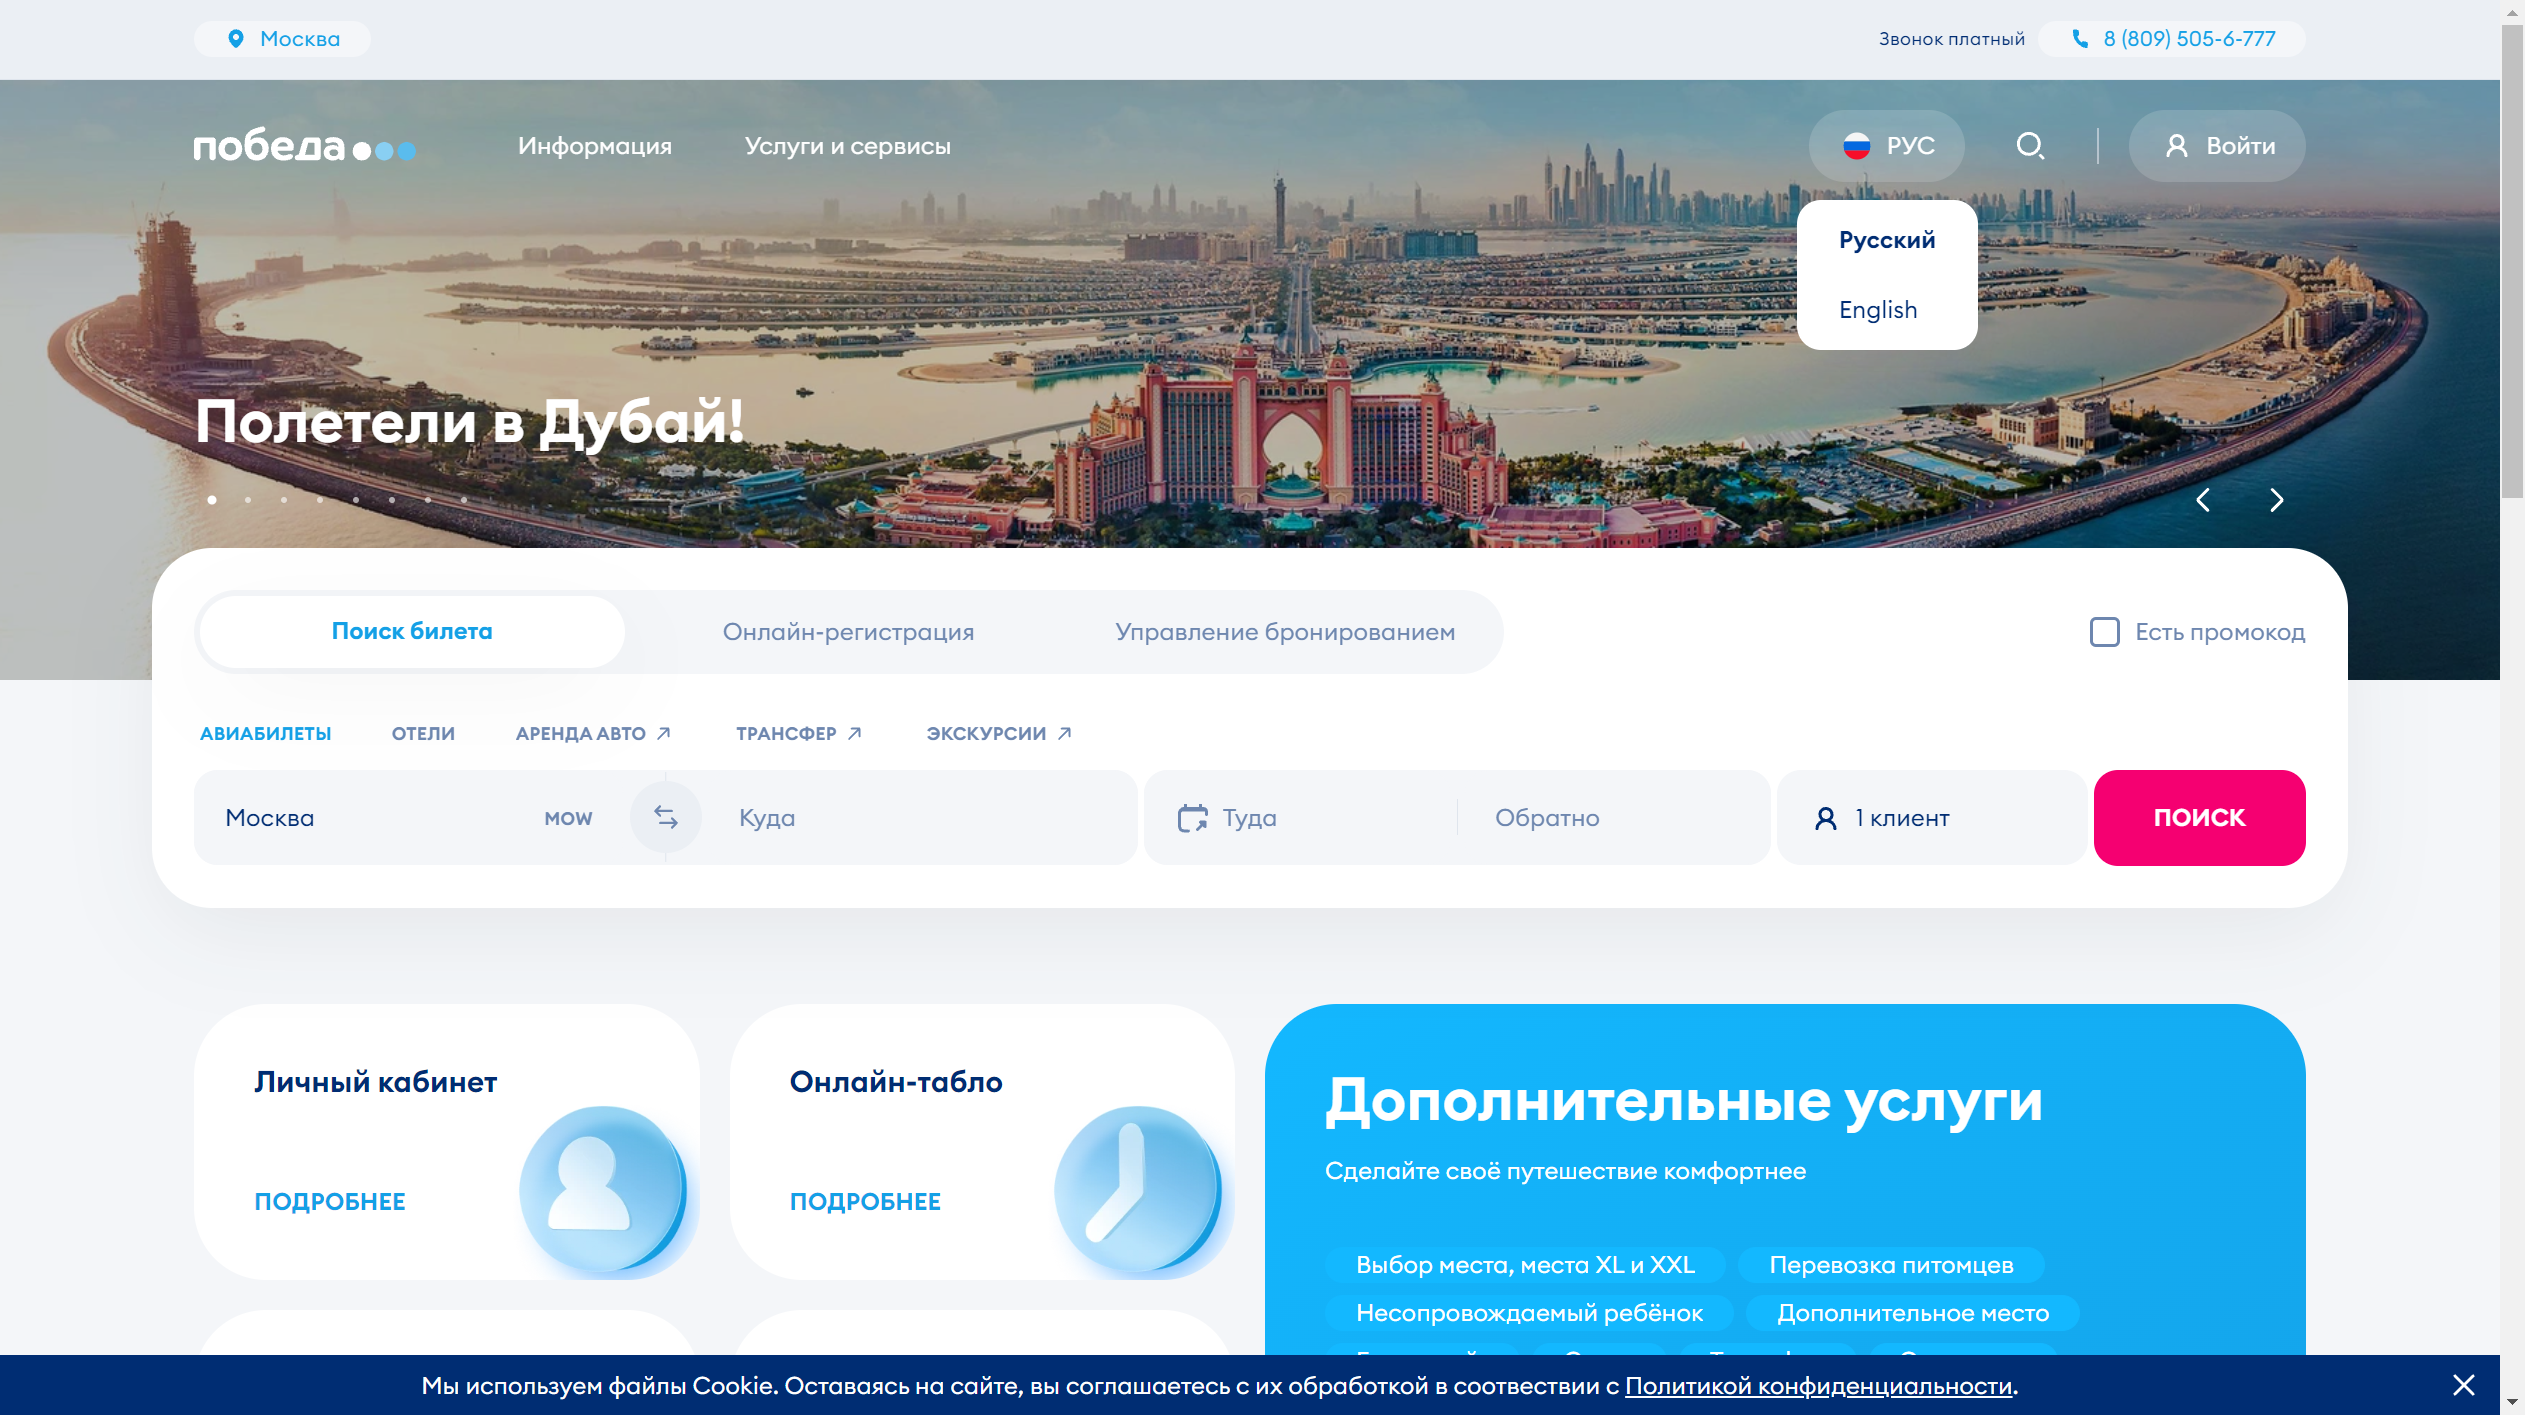 Москва
Звонок платный
8 (809) 505-6-777
победа
Информация
Услуги и сервисы
РУС
Войти
Русский
English
Полетели в Дубай!
Поиск билета
Онлайн-регистрация
Управление бронированием
Есть промокод
АВИАБИЛЕТЫ
ОТЕЛИ
АРЕНДА АВТО
ТРАНСФЕР
ЭКСКУРСИИ
Москва
MOW
Куда
Туда
Обратно
1 клиент
ПОИСК
Личный кабинет
ПОДРОБНЕЕ
Онлайн-табло
ПОДРОБНЕЕ
Дополнительные услуги
Сделайте своё путешествие комфортнее
Выбор места, места XL и XXL
Перевозка питомцев
Несопровождаемый ребёнок
Дополнительное место
Мы используем файлы Cookie. Оставаясь на сайте, вы соглашаетесь с их обработкой в соотвествии с Политикой конфиденциальности.